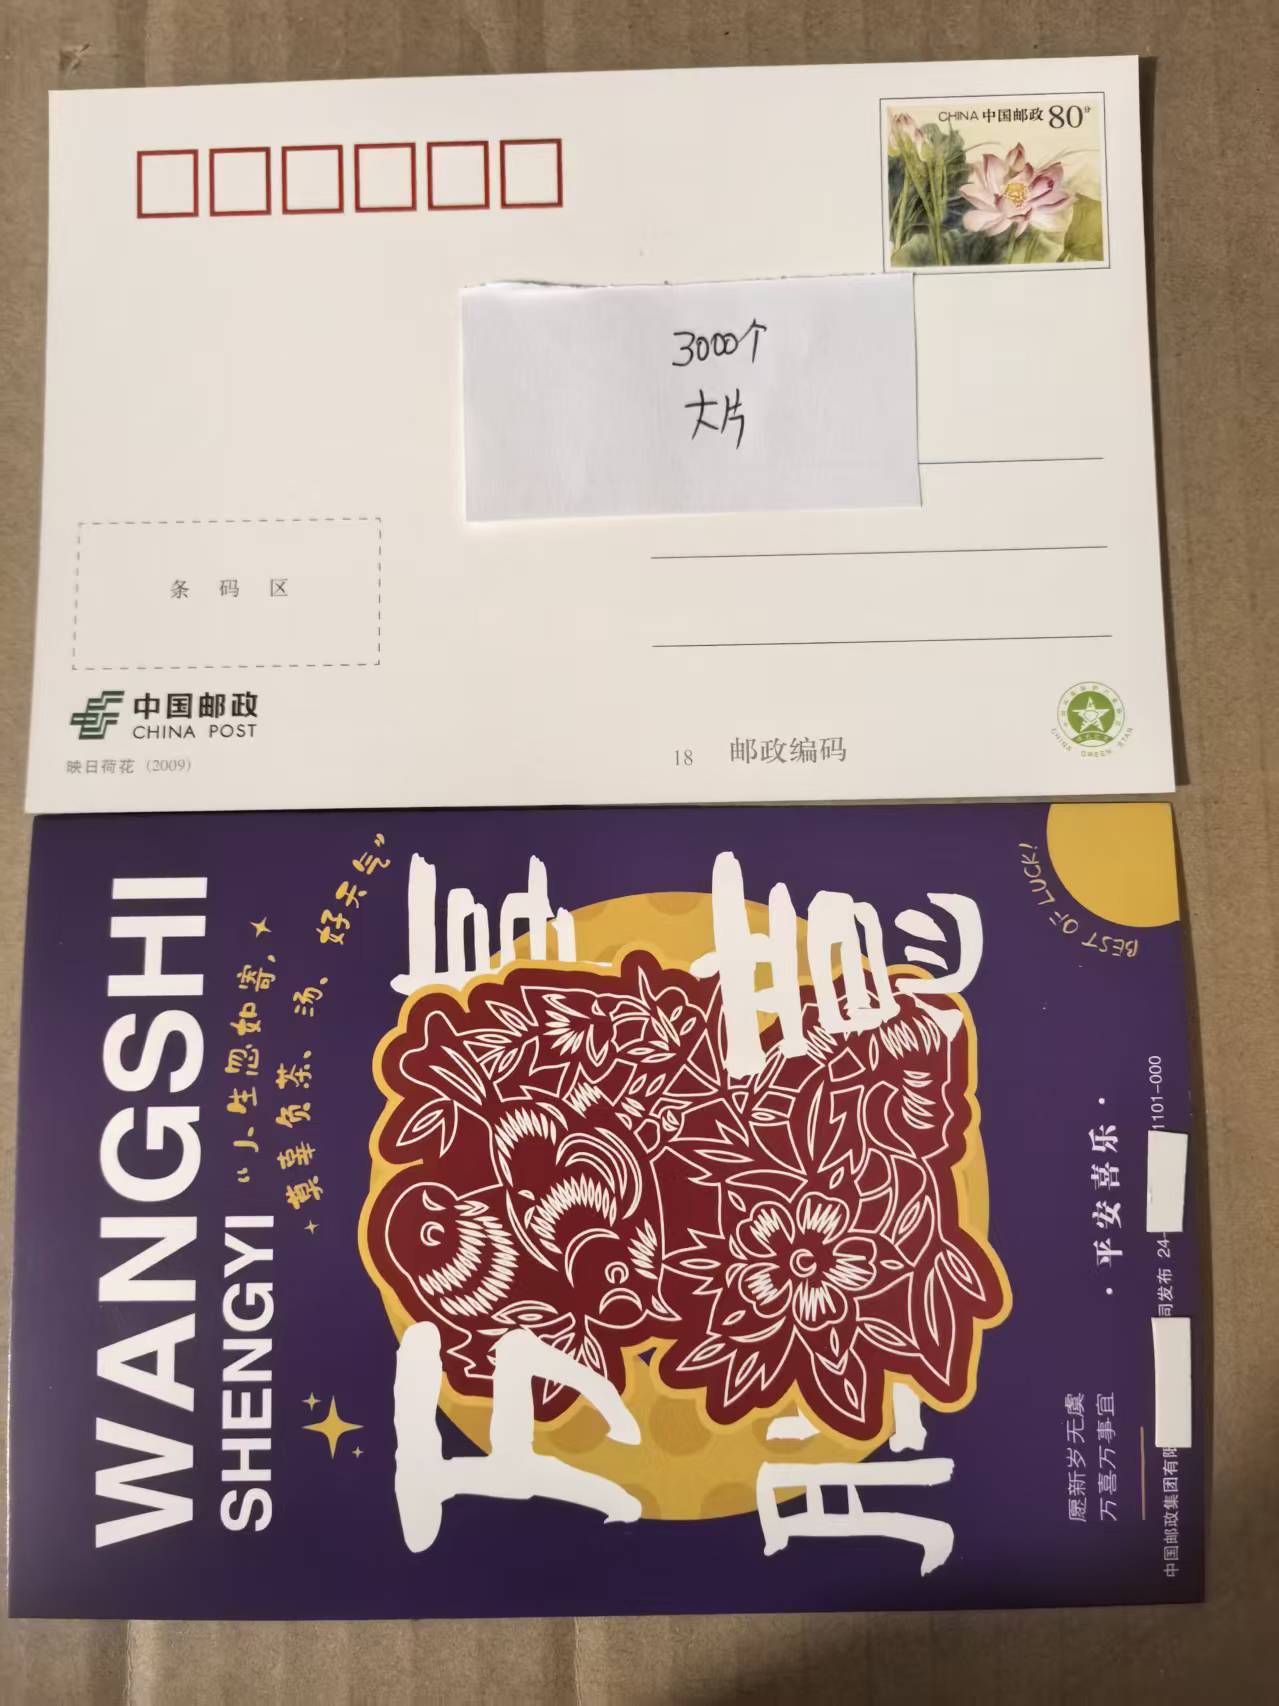 CHINA 中国邮政 80分
3000个
大片
条 码 区
中国邮政
CHINA POST
映日荷花 (2009)
18 邮政编码
CHINA GREEN STAR
WANGSHI
SHENGYI
“人生忽如寄,
莫辜负茶、汤、好天气”
万事
胜意
BEST OF LUCK!
·平安喜乐·
愿新岁无虞
万喜万事宜
中国邮政集团有限 司发布 24- 1101-000